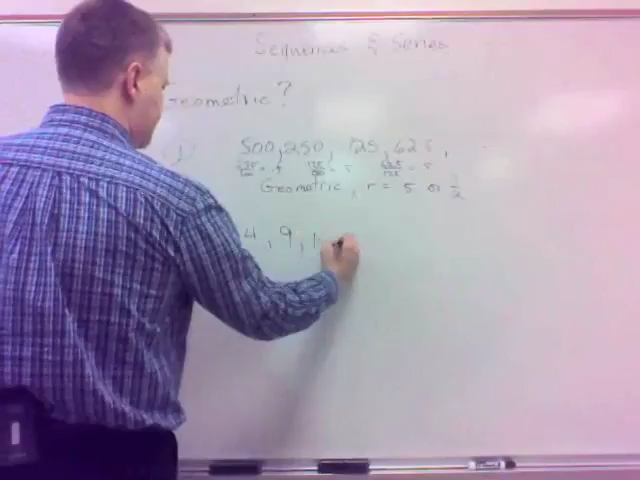 Sequences & Series
Geometric?
1) 500, 250, 125, 62.5,
Geometric, r = .5 or 1/2
4, 9, 1